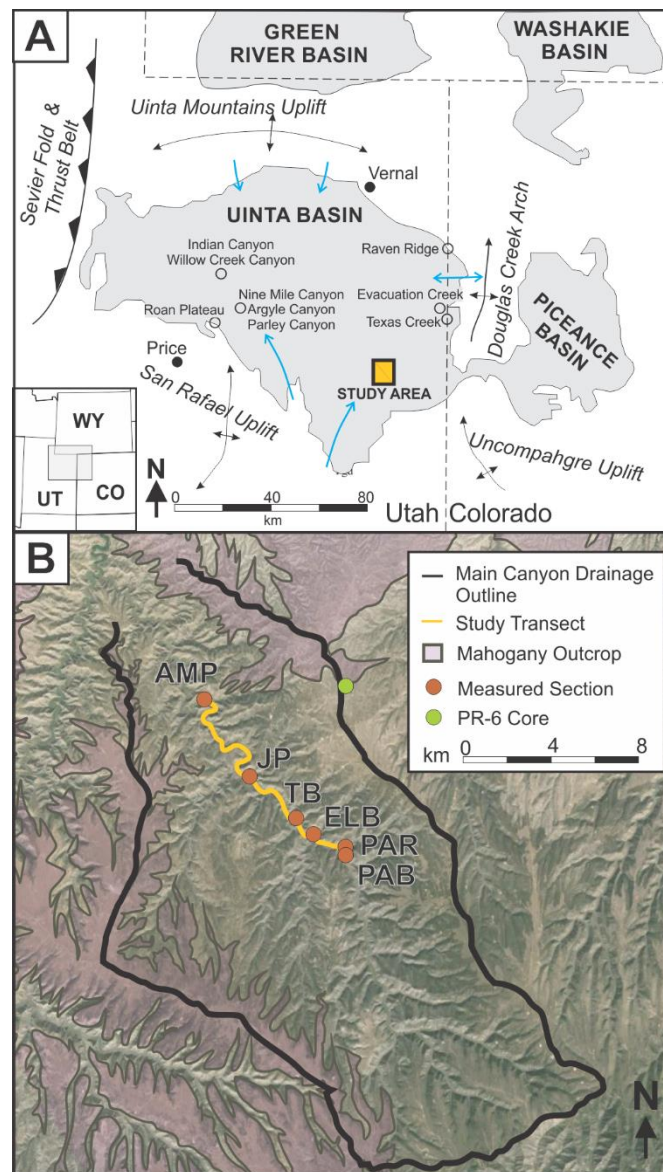 A
GREEN
RIVER BASIN
WASHAKIE
BASIN
Sevier Fold &
Thrust Belt
Uinta Mountains Uplift
Vernal
UINTA BASIN
Indian Canyon
Willow Creek Canyon
Raven Ridge
Douglas Creek Arch
Nine Mile Canyon
Argyle Canyon
Parley Canyon
Evacuation Creek
Texas Creek
Roan Plateau
PICEANCE
BASIN
Price
San Rafael Uplift
STUDY AREA
Uncompahgre Uplift
WY
UT
CO
N
0 20 40 60 80
km
Utah
Colorado
B
Main Canyon Drainage
Outline
Study Transect
Mahogany Outcrop
Measured Section
PR-6 Core
km 0 4 8
AMP
JP
TB
ELB
PAR
PAB
N